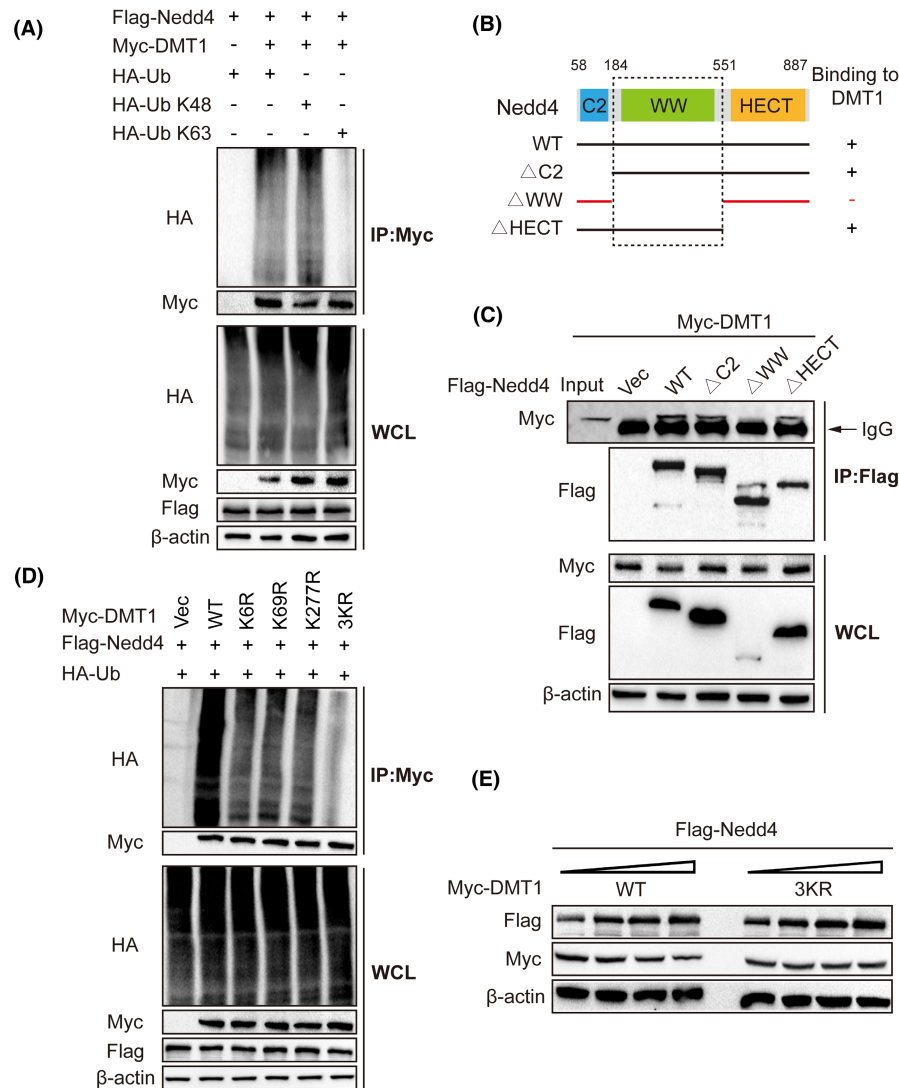 (A)
Flag-Nedd4 + + + +
Myc-DMT1 - + + +
HA-Ub + + - -
HA-Ub K48 - - + -
HA-Ub K63 - - - +
HA
IP:Myc
Myc
HA
WCL
Myc
Flag
β-actin
(B)
58 184 551 887 Binding to
DMT1
Nedd4 C2 WW HECT
WT +
△C2 +
△WW -
△HECT +
(C)
Myc-DMT1
Flag-Nedd4 Input Vec WT △C2 △WW △HECT
Myc
IgG
IP:Flag
Flag
Myc
Flag
WCL
β-actin
(D)
Myc-DMT1 Vec WT K6R K69R K277R 3KR
Flag-Nedd4 + + + + + +
HA-Ub + + + + + +
HA
IP:Myc
Myc
HA
WCL
Myc
Flag
β-actin
(E)
Flag-Nedd4
Myc-DMT1 WT 3KR
Flag
Myc
β-actin